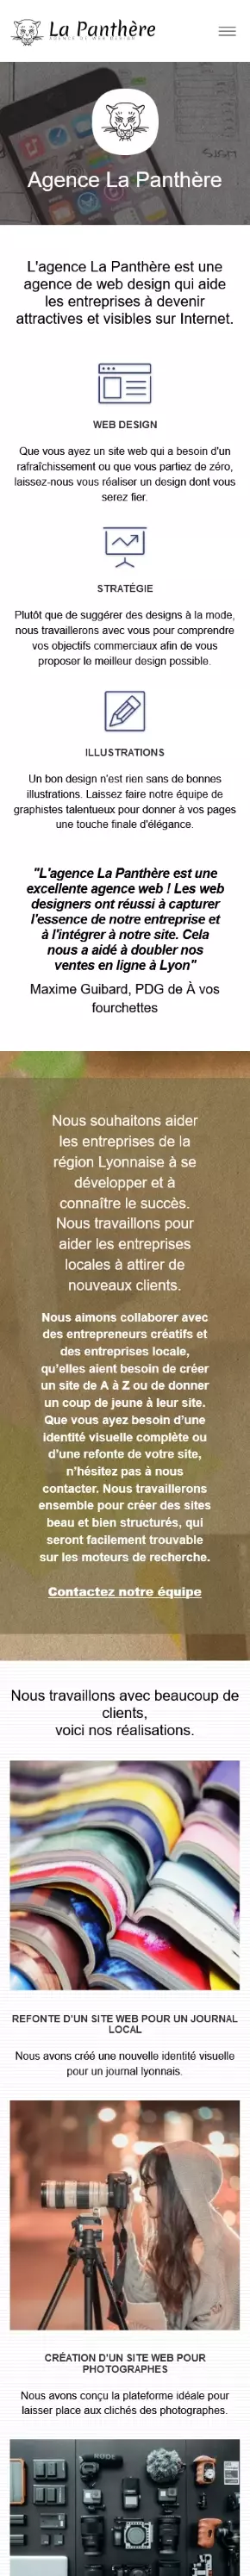 La Panthère
AGENCE DE WEB DESIGN
Agence La Panthère
L'agence La Panthère est une
agence de web design qui aide
les entreprises à devenir
attractives et visibles sur Internet.
WEB DESIGN
Que vous ayez un site web qui a besoin d'un
rafraîchissement ou que vous partiez de zéro,
laissez-nous vous réaliser un design dont vous
serez fier.
STRATÉGIE
Plutôt que de suggérer des designs à la mode,
nous travaillerons avec vous pour comprendre
vos objectifs commerciaux afin de vous
proposer le meilleur design possible.
ILLUSTRATIONS
Un bon design n'est rien sans de bonnes
illustrations. Laissez faire notre équipe de
graphistes talentueux pour donner à vos pages
une touche finale d'élégance.
"L'agence La Panthère est une
excellente agence web ! Les web
designers ont réussi à capturer
l'essence de notre entreprise et
à l'intégrer à notre site. Cela
nous a aidé à doubler nos
ventes en ligne à Lyon"
Maxime Guibard, PDG de À vos
fourchettes
Nous souhaitons aider
les entreprises de la
région Lyonnaise à se
développer et à
connaître le succès.
Nous travaillons pour
aider les entreprises
locales à attirer de
nouveaux clients.
Nous aimons collaborer avec
des entrepreneurs créatifs et
des entreprises locale,
qu'elles aient besoin de créer
un site de A à Z ou de donner
un coup de jeune à leur site.
Que vous ayez besoin d'une
identité visuelle complète ou
d'une refonte de votre site,
n'hésitez pas à nous
contacter. Nous travaillerons
ensemble pour créer des sites
beau et bien structurés, qui
seront facilement trouvable
sur les moteurs de recherche.
Contactez notre équipe
Nous travaillons avec beaucoup de
clients,
voici nos réalisations.
REFONTE D'UN SITE WEB POUR UN JOURNAL
LOCAL
Nous avons créé une nouvelle identité visuelle
pour un journal lyonnais.
CRÉATION D'UN SITE WEB POUR
PHOTOGRAPHES
Nous avons conçu la plateforme idéale pour
laisser place aux clichés des photographes.
RØDE